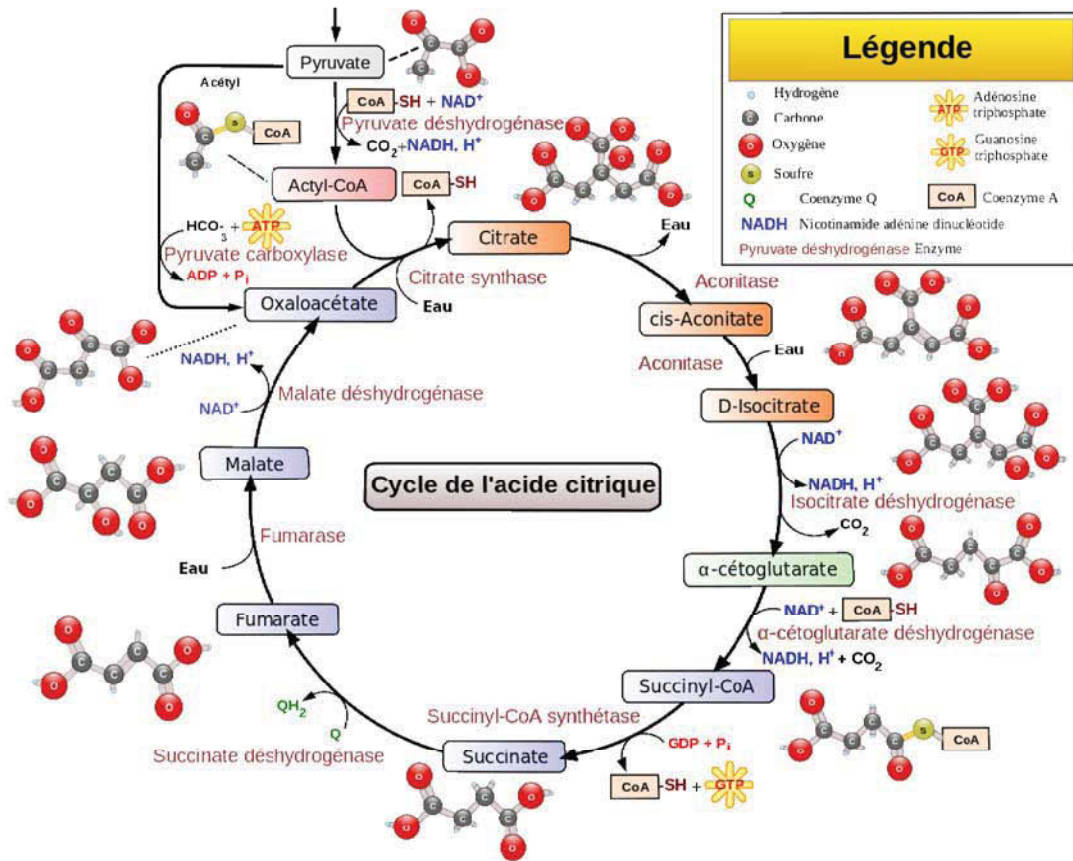 Pyruvate
Acétyl
CoA-SH + NAD⁺
Pyruvate déshydrogénase
CO₂+NADH, H⁺
S-CoA
Actyl-CoA
CoA-SH
HCO₃⁻ + ATP
Pyruvate carboxylase
ADP + Pᵢ
Oxaloacétate
Citrate synthase
Eau
Citrate
Eau
Aconitase
cis-Aconitate
Aconitase
Eau
D-Isocitrate
NAD⁺
NADH, H⁺
Isocitrate déshydrogénase
CO₂
α-cétoglutarate
NAD⁺ + CoA-SH
α-cétoglutarate déshydrogénase
NADH, H⁺ + CO₂
Succinyl-CoA
S-CoA
Succinyl-CoA synthétase
GDP + Pᵢ
CoA-SH + GTP
Succinate
Succinate déshydrogénase
Q
QH₂
Fumarate
Eau
Fumarase
Malate
NAD⁺
Malate déshydrogénase
NADH, H⁺
Cycle de l'acide citrique
Légende
Hydrogène
C Carbone
O Oxygène
S Soufre
Q Coenzyme Q
NADH Nicotinamide adénine dinucléotide
Pyruvate déshydrogénase Enzyme
ATP Adénosine
triphosphate
GTP Guanosine
triphosphate
CoA Coenzyme A